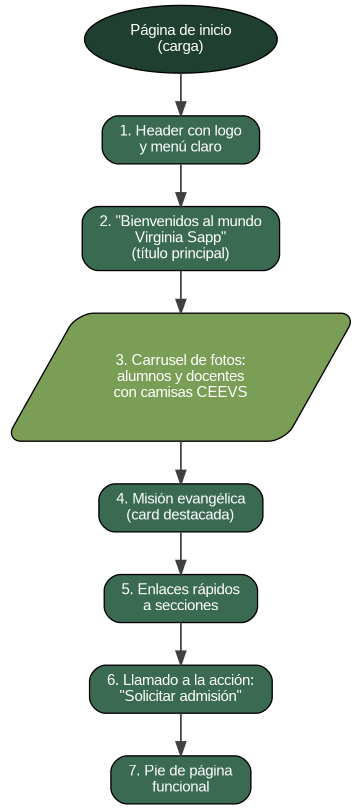 Página de inicio
(carga)
1. Header con logo
y menú claro
2. "Bienvenidos al mundo
Virginia Sapp"
(título principal)
3. Carrusel de fotos:
alumnos y docentes
con camisas CEEVS
4. Misión evangélica
(card destacada)
5. Enlaces rápidos
a secciones
6. Llamado a la acción:
"Solicitar admisión"
7. Pie de página
funcional